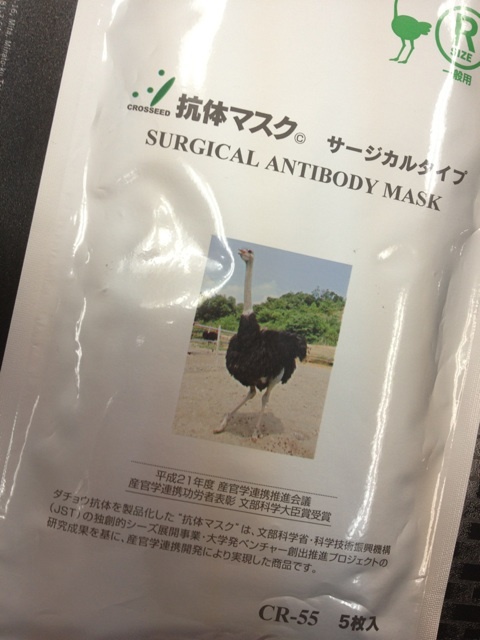 R
SIZE
一般用
CROSSEED
抗体マスク© サージカルタイプ
SURGICAL ANTIBODY MASK
平成21年度 産官学連携推進会議
産官学連携功労者表彰 文部科学大臣賞受賞
ダチョウ抗体を製品化した"抗体マスク"は、文部科学省・科学技術振興機構
(JST)の独創的シーズ展開事業・大学発ベンチャー創出推進プロジェクトの
研究成果を基に、産官学連携開発により実現した商品です。
CR-55 5枚入